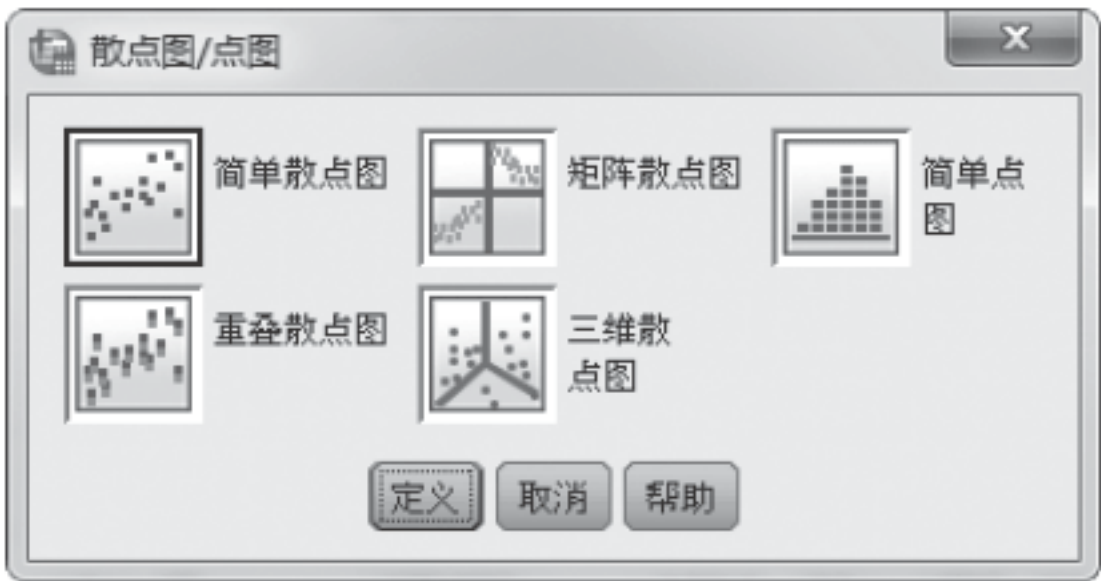 散点图/点图
简单散点图
矩阵散点图
简单点
图
重叠散点图
三维散
点图
定义
取消
帮助